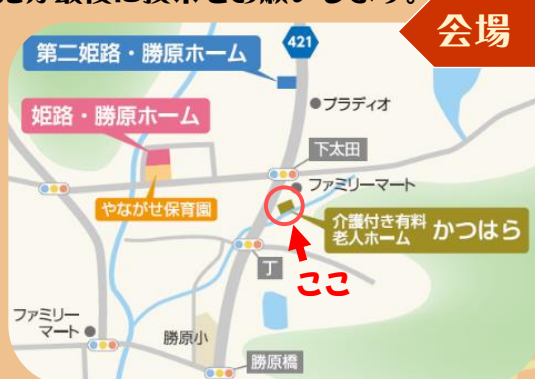 会場
第二姫路・勝原ホーム
421
プラディオ
姫路・勝原ホーム
下太田
ファミリーマート
やながせ保育園
介護付き有料
老人ホーム かつはら
ここ
丁
ファミリー
マート
勝原小
勝原橋